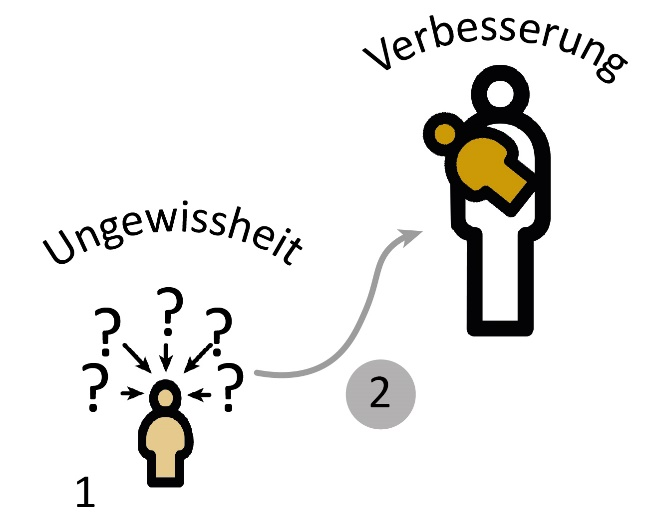 Verbesserung
Ungewissheit
? ? ? ? ?
2
1